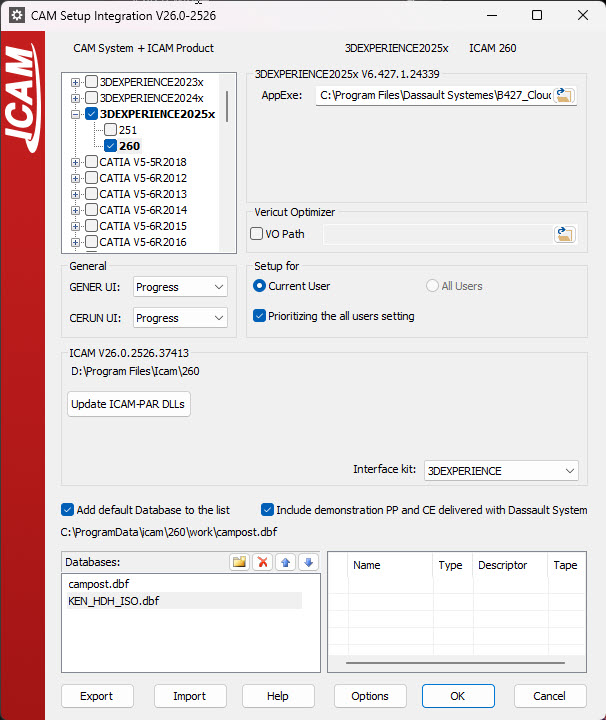 CAM Setup Integration V26.0-2526
ICAM
CAM System + ICAM Product
3DEXPERIENCE2025x ICAM 260
3DEXPERIENCE2023x
3DEXPERIENCE2024x
3DEXPERIENCE2025x
251
260
CATIA V5-5R2018
CATIA V5-6R2012
CATIA V5-6R2013
CATIA V5-6R2014
CATIA V5-6R2015
CATIA V5-6R2016
3DEXPERIENCE2025x V6.427.1.24339
AppExe: C:\Program Files\Dassault Systemes\B427_Cloud
Vericut Optimizer
VO Path
General
GENER UI: Progress
CERUN UI: Progress
Setup for
Current User All Users
Prioritizing the all users setting
ICAM V26.0.2526.37413
D:\Program Files\Icam\260
Update ICAM-PAR DLLs
Interface kit: 3DEXPERIENCE
Add default Database to the list Include demonstration PP and CE delivered with Dassault System
C:\ProgramData\icam\260\work\campost.dbf
Databases:
campost.dbf
KEN_HDH_ISO.dbf
Name Type Descriptor Tape
Export Import Help Options OK Cancel